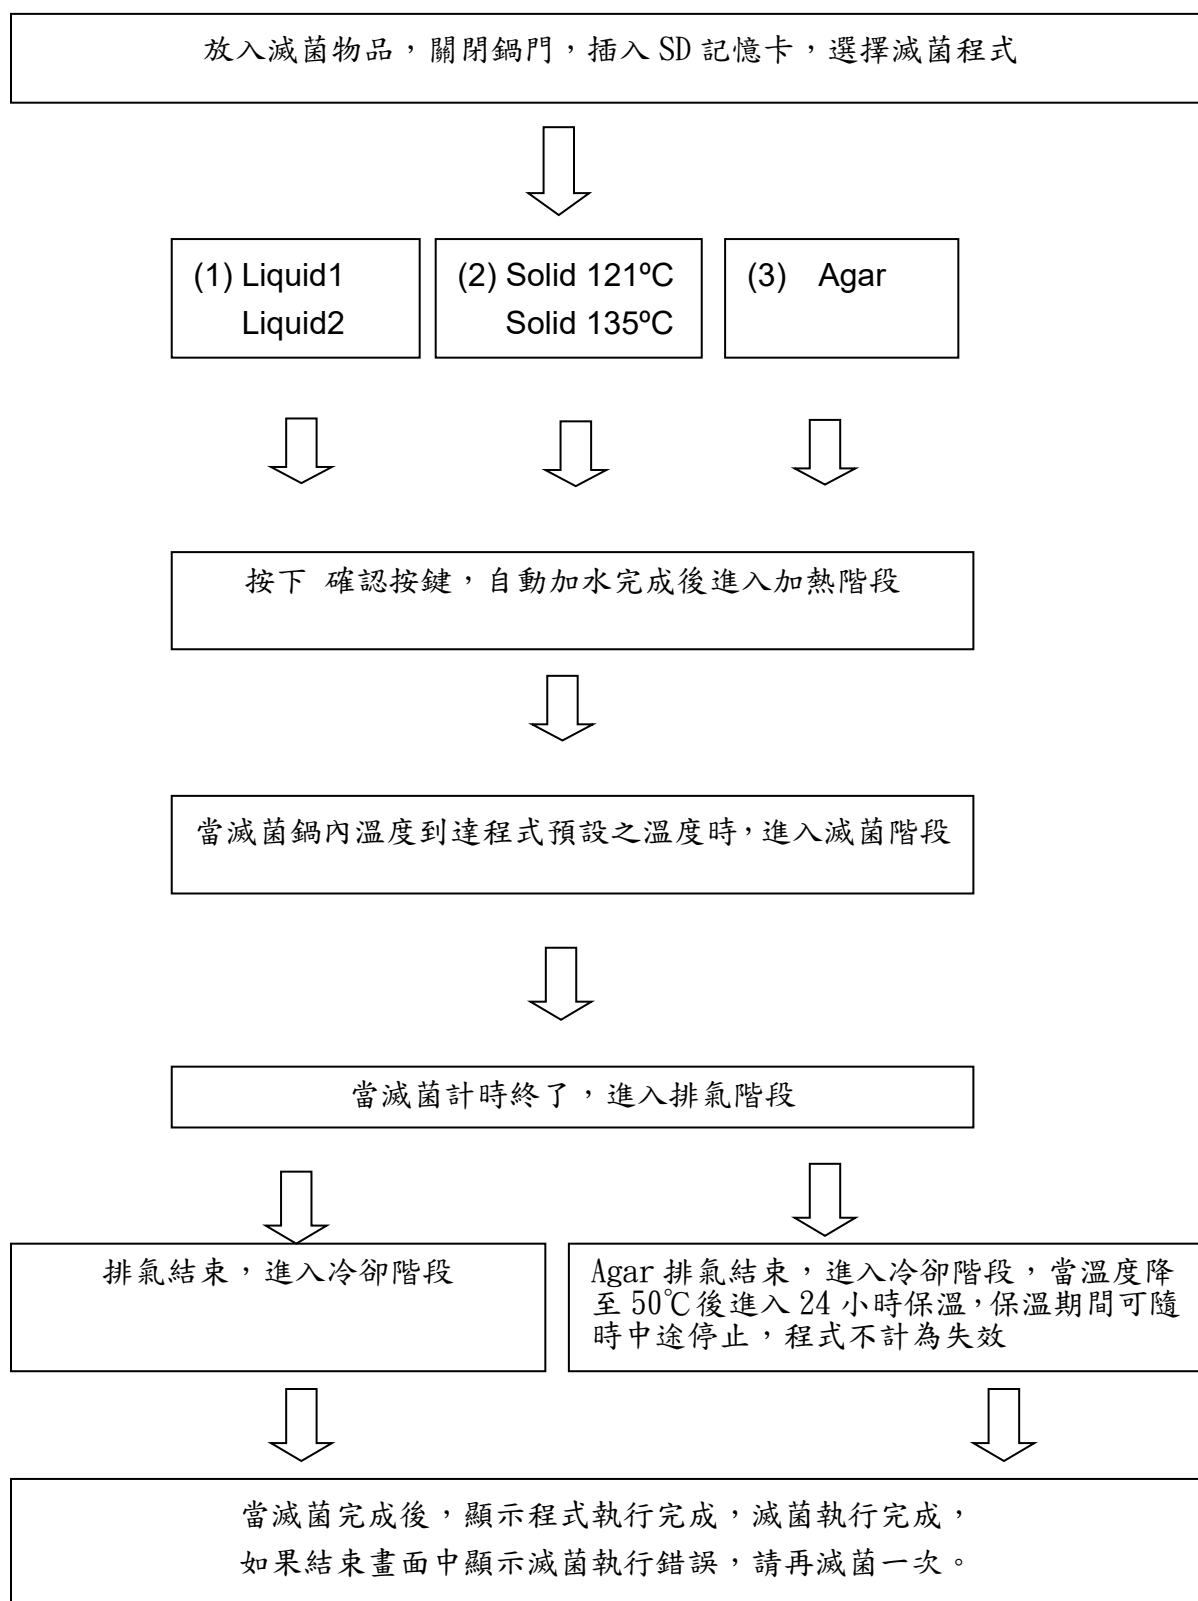 放入滅菌物品，關閉鍋門，插入 SD 記憶卡，選擇滅菌程式
(1) Liquid1
Liquid2
(2) Solid 121ºC
Solid 135ºC
(3) Agar
按下 確認按鍵，自動加水完成後進入加熱階段
當滅菌鍋內溫度到達程式預設之溫度時，進入滅菌階段
當滅菌計時終了，進入排氣階段
排氣結束，進入冷卻階段
Agar 排氣結束，進入冷卻階段，當溫度降
至 50℃後進入 24 小時保溫，保溫期間可隨
時中途停止，程式不計為失效
當滅菌完成後，顯示程式執行完成，滅菌執行完成，
如果結束畫面中顯示滅菌執行錯誤，請再滅菌一次。